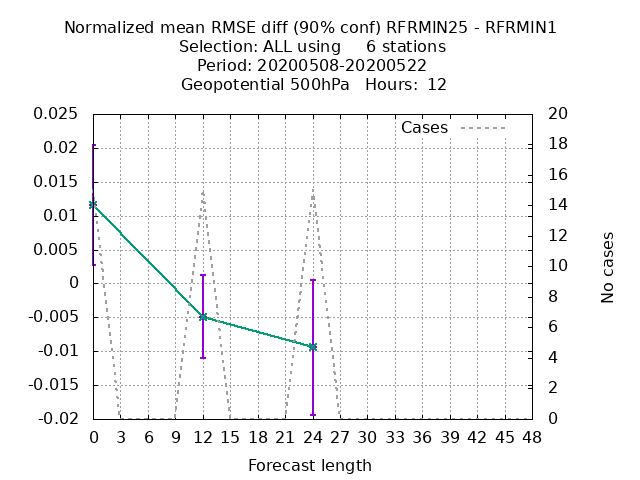 Normalized mean RMSE diff (90% conf) RFRMIN25 - RFRMIN1
Selection: ALL using     6 stations
Period: 20200508-20200522
Geopotential 500hPa   Hours:  12
Cases
0.025
0.02
0.015
0.01
0.005
0
-0.005
-0.01
-0.015
-0.02
20
18
16
14
12
10
8
6
4
2
0
No cases
0 3 6 9 12 15 18 21 24 27 30 33 36 39 42 45 48
Forecast length